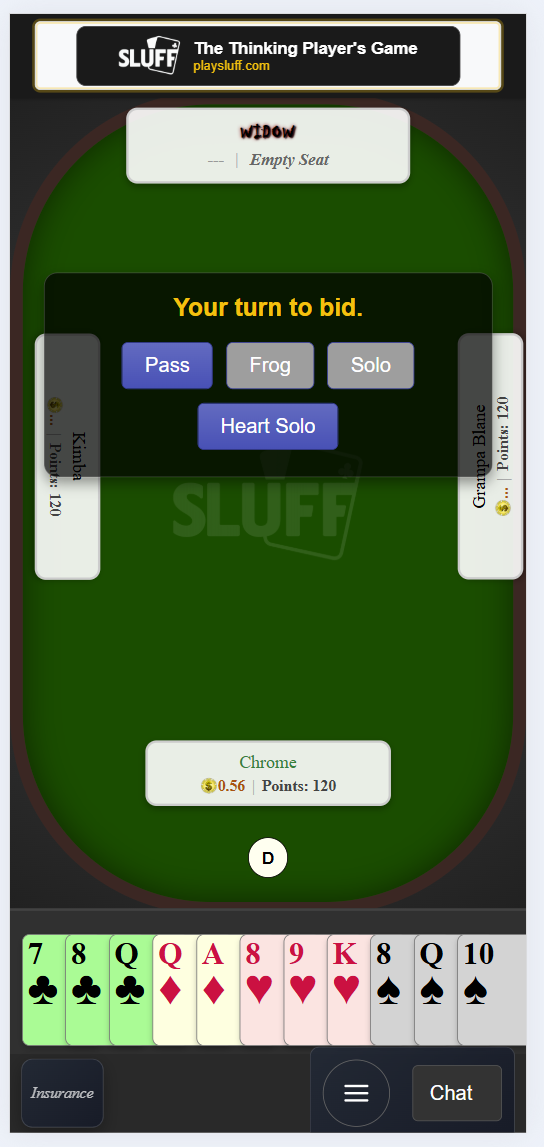 SLUFF
The Thinking Player's Game
playsluff.com
WIDOW
--- | Empty Seat
Your turn to bid.
Pass
Frog
Solo
Heart Solo
Kimba
... | Points: 120
Grampa Blane
... | Points: 120
SLUFF
Chrome
0.56 | Points: 120
D
7 8 Q Q A 8 9 K 8 Q 10
Insurance
Chat